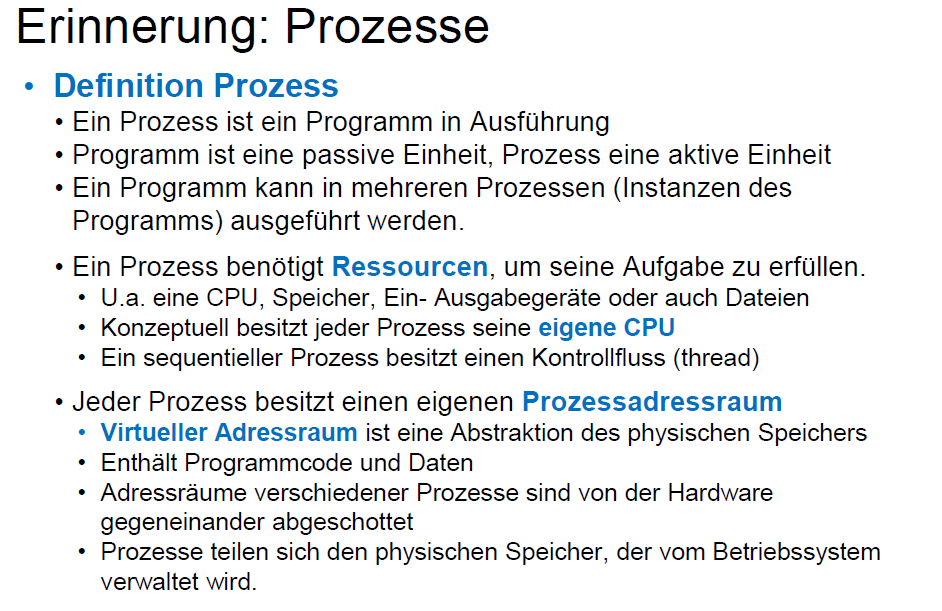 Erinnerung: Prozesse
• Definition Prozess
• Ein Prozess ist ein Programm in Ausführung
• Programm ist eine passive Einheit, Prozess eine aktive Einheit
• Ein Programm kann in mehreren Prozessen (Instanzen des
Programms) ausgeführt werden.
• Ein Prozess benötigt Ressourcen, um seine Aufgabe zu erfüllen.
• U.a. eine CPU, Speicher, Ein- Ausgabegeräte oder auch Dateien
• Konzeptuell besitzt jeder Prozess seine eigene CPU
• Ein sequentieller Prozess besitzt einen Kontrollfluss (thread)
• Jeder Prozess besitzt einen eigenen Prozessadressraum
• Virtueller Adressraum ist eine Abstraktion des physischen Speichers
• Enthält Programmcode und Daten
• Adressräume verschiedener Prozesse sind von der Hardware
gegeneinander abgeschottet
• Prozesse teilen sich den physischen Speicher, der vom Betriebssystem
verwaltet wird.